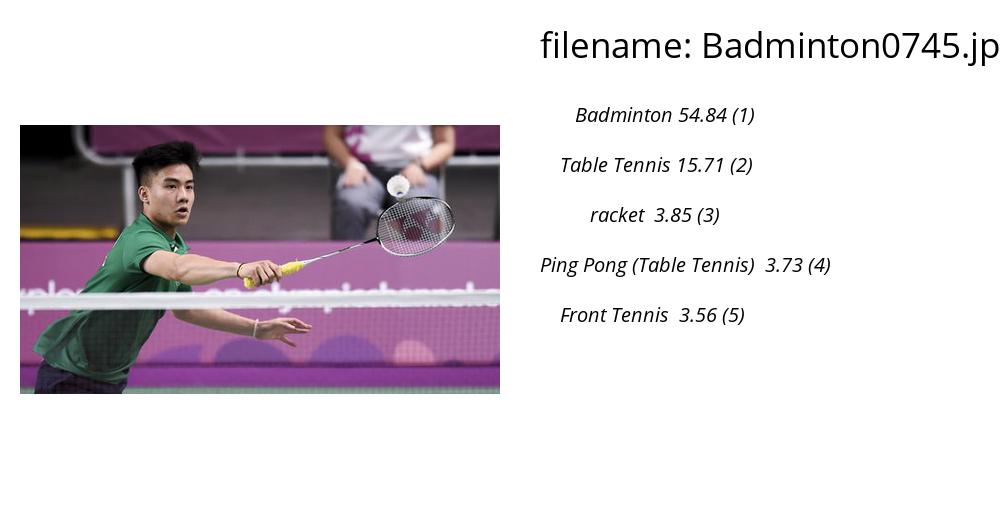 filename: Badminton0745.jp
Badminton 54.84 (1)
Table Tennis 15.71 (2)
racket 3.85 (3)
Ping Pong (Table Tennis) 3.73 (4)
Front Tennis 3.56 (5)